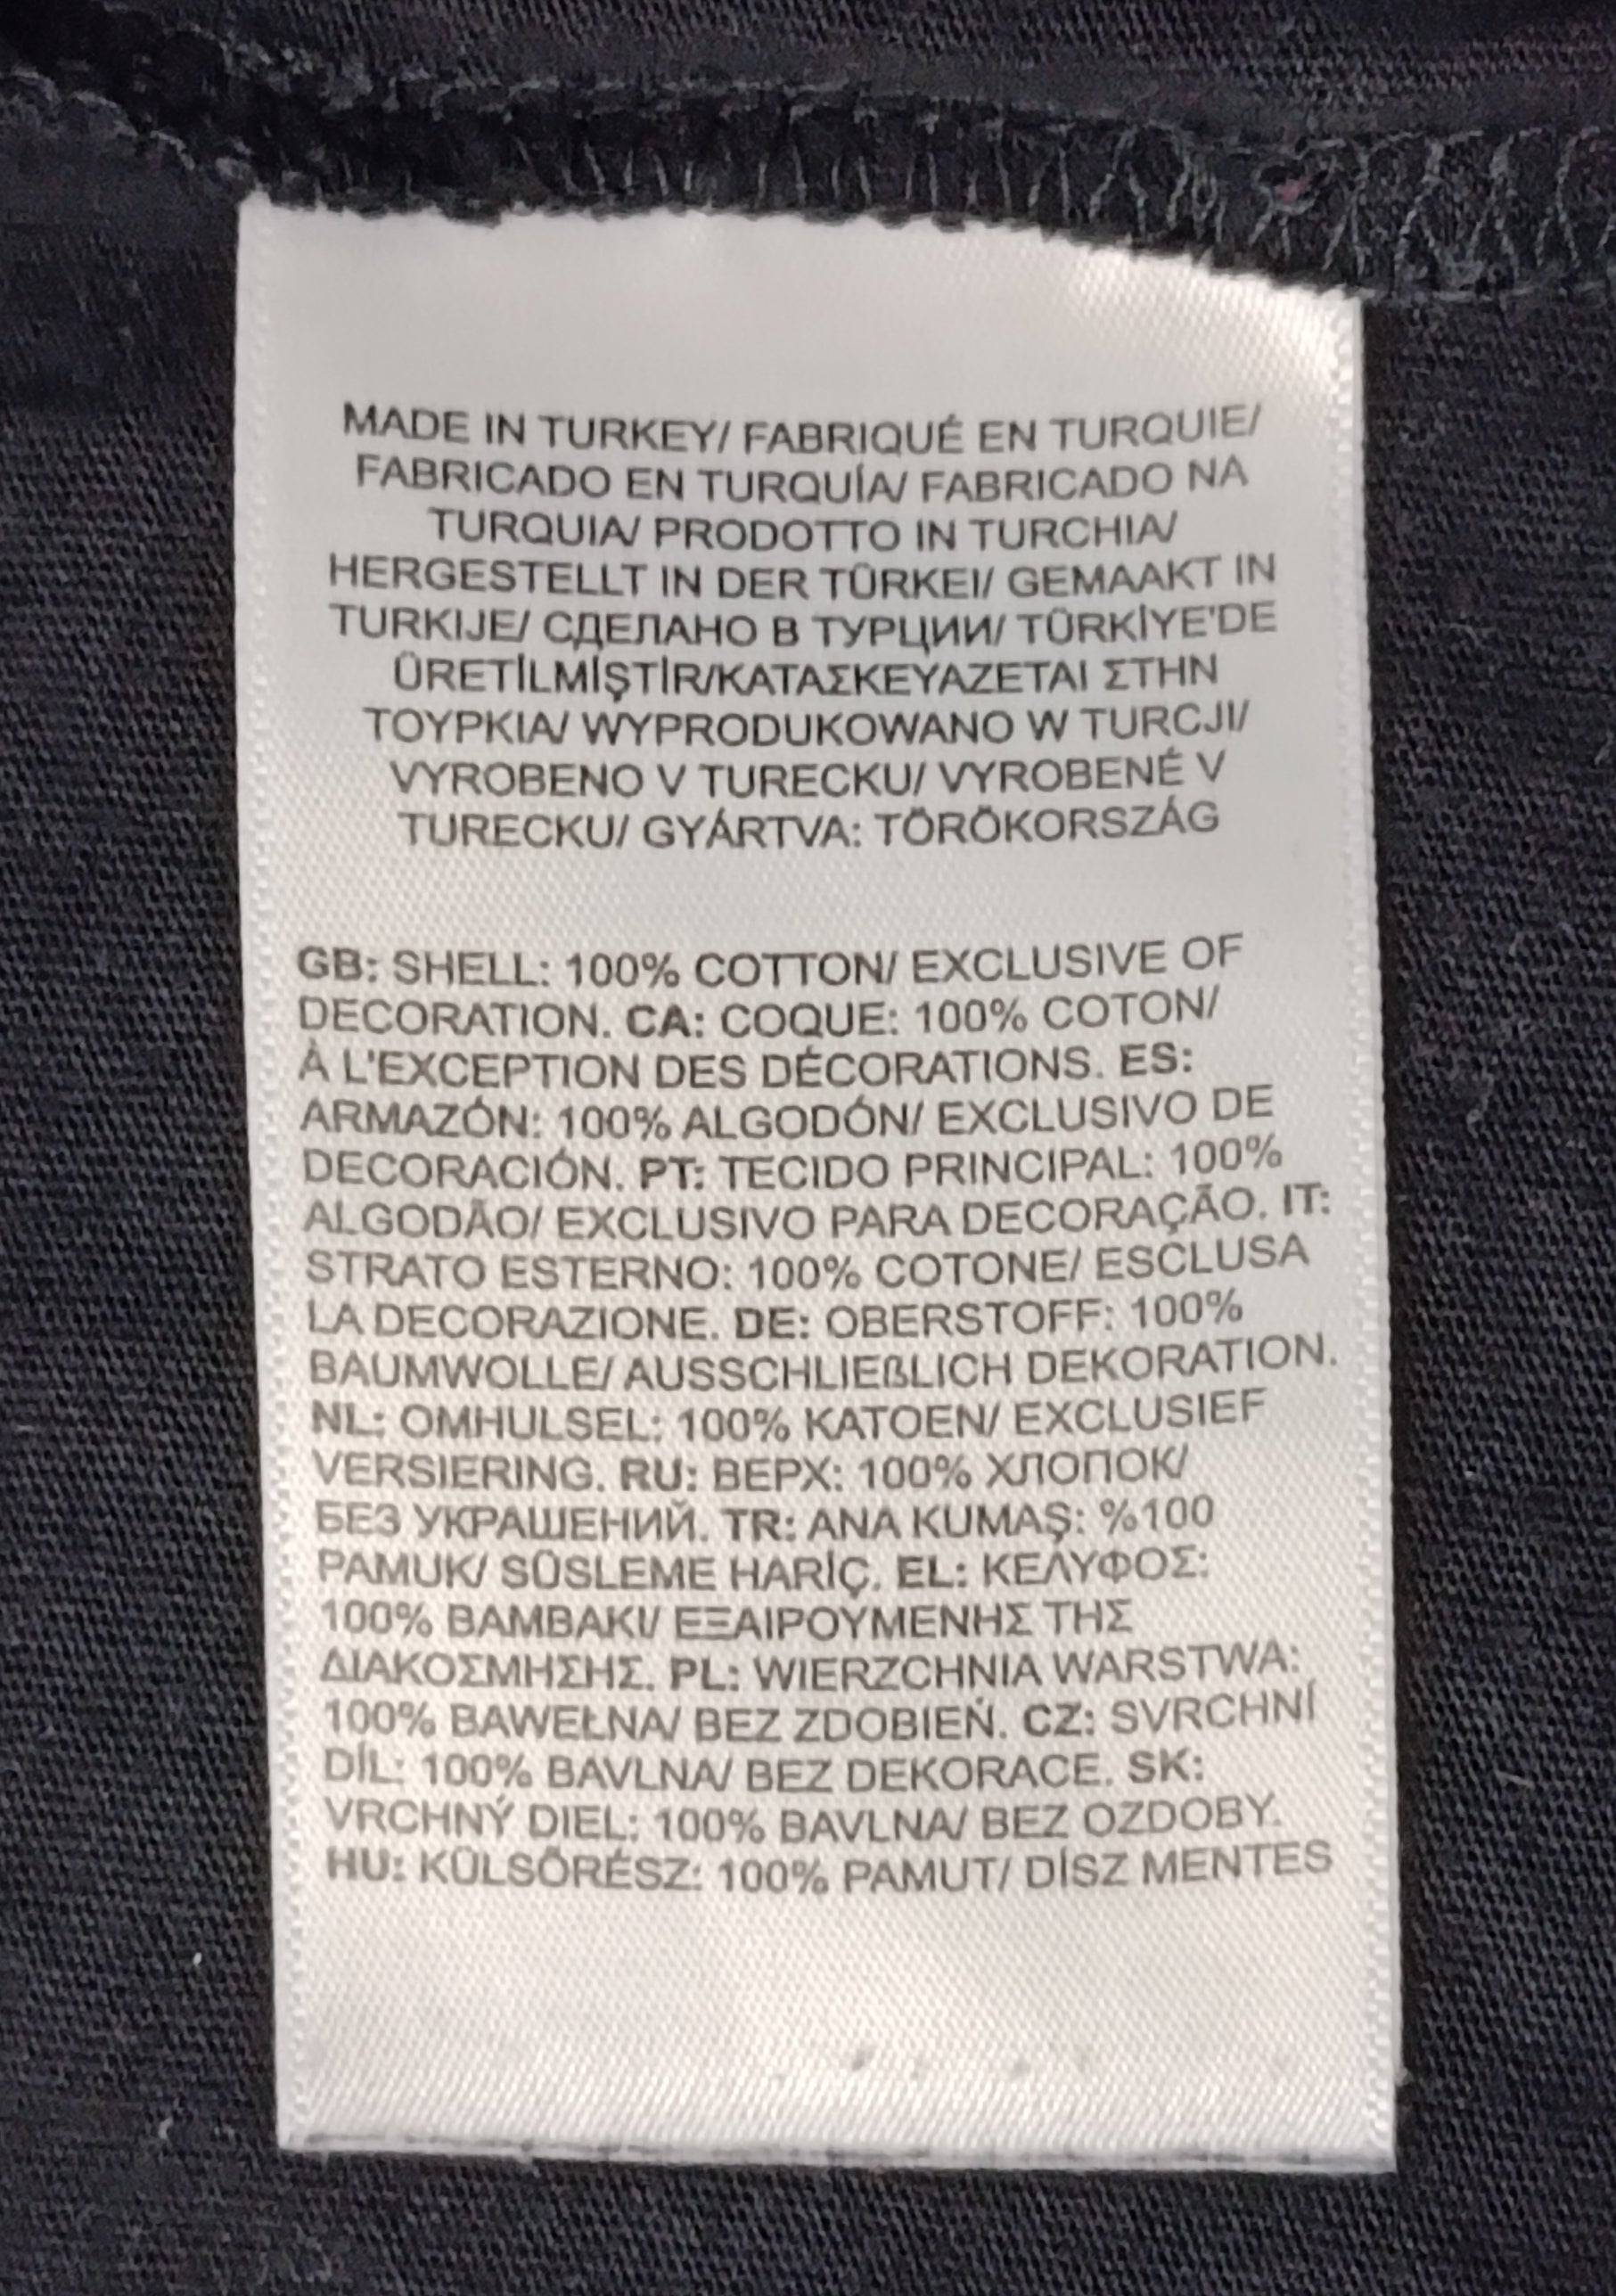 MADE IN TURKEY/ FABRIQUÉ EN TURQUIE/
FABRICADO EN TURQUÍA/ FABRICADO NA
TURQUIA/ PRODOTTO IN TURCHIA/
HERGESTELLT IN DER TÜRKEI/ GEMAAKT IN
TURKIJE/ СДЕЛАНО В ТУРЦИИ/ TÜRKİYE'DE
ÜRETİLMİŞTİR/ΚΑΤΑΣΚΕΥΑΖΕΤΑΙ ΣΤΗΝ
ΤΟΥΡΚΙΑ/ WYPRODUKOWANO W TURCJI/
VYROBENO V TURECKU/ VYROBENÉ V
TURECKU/ GYÁRTVA: TÖRÖKORSZÁG
GB: SHELL: 100% COTTON/ EXCLUSIVE OF
DECORATION. CA: COQUE: 100% COTON/
À L'EXCEPTION DES DÉCORATIONS. ES:
ARMAZÓN: 100% ALGODÓN/ EXCLUSIVO DE
DECORACIÓN. PT: TECIDO PRINCIPAL: 100%
ALGODÃO/ EXCLUSIVO PARA DECORAÇÃO. IT:
STRATO ESTERNO: 100% COTONE/ ESCLUSA
LA DECORAZIONE. DE: OBERSTOFF: 100%
BAUMWOLLE/ AUSSCHLIEßLICH DEKORATION.
NL: OMHULSEL: 100% KATOEN/ EXCLUSIEF
VERSIERING. RU: ВЕРХ: 100% ХЛОПОК/
БЕЗ УКРАШЕНИЙ. TR: ANA KUMAŞ: %100
PAMUK/ SÜSLEME HARİÇ. EL: ΚΕΛΥΦΟΣ:
100% ΒΑΜΒΑΚΙ/ ΕΞΑΙΡΟΥΜΕΝΗΣ ΤΗΣ
ΔΙΑΚΟΣΜΗΣΗΣ. PL: WIERZCHNIA WARSTWA:
100% BAWEŁNA/ BEZ ZDOBIEŃ. CZ: SVRCHNÍ
DÍL: 100% BAVLNA/ BEZ DEKORACE. SK:
VRCHNÝ DIEL: 100% BAVLNA/ BEZ OZDOBY.
HU: KÜLSŐRÉSZ: 100% PAMUT/ DÍSZ MENTES